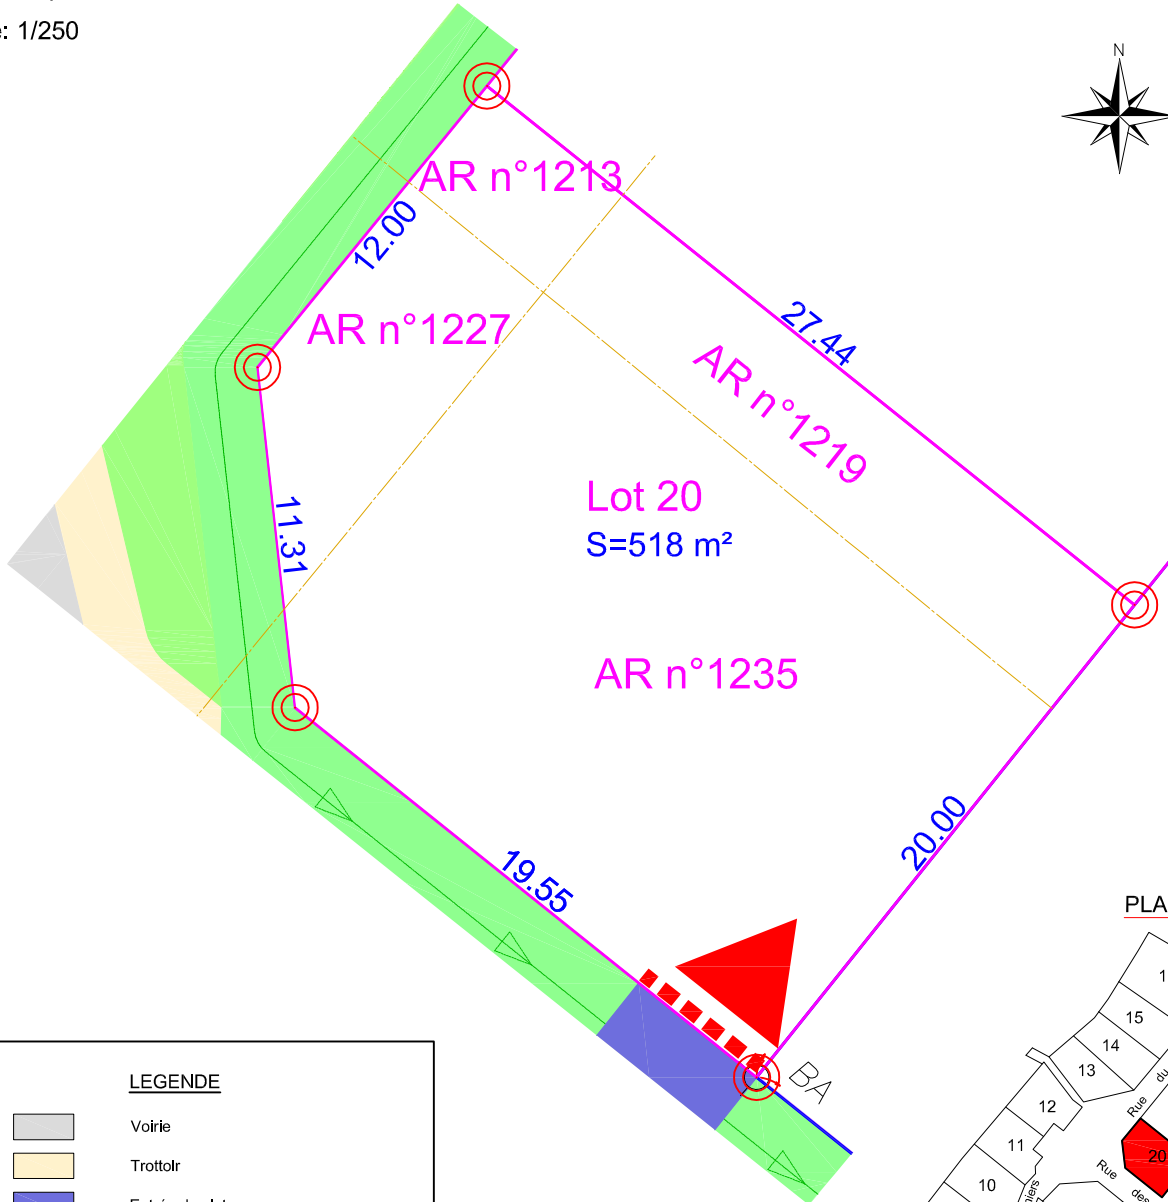 : 1/250
N
AR n°1213
12.00
AR n°1227
27.44
AR n°1219
11.31
Lot 20
S=518 m²
AR n°1235
20.00
19.55
BA
PLA
15
14
13
12
11
10
20
Rue du
Rue des
LEGENDE
Voirie
Trottoir